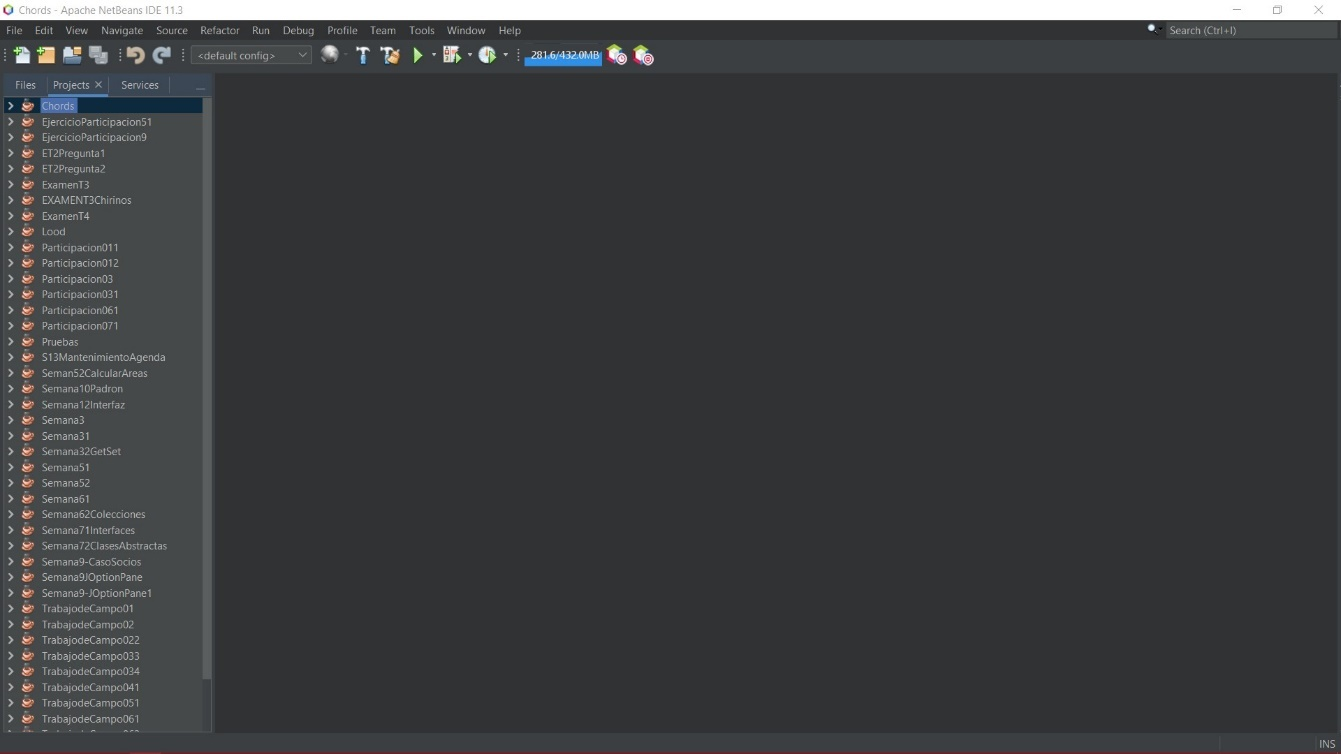 Chords - Apache NetBeans IDE 11.3
File Edit View Navigate Source Refactor Run Debug Profile Team Tools Window Help Search (Ctrl+I)
<default config> 281.6/432.0MB
Files Projects Services
Chords
EjercicioParticipacion51
EjercicioParticipacion9
ET2Pregunta1
ET2Pregunta2
ExamenT3
EXAMENT3Chirinos
ExamenT4
Lood
Participacion011
Participacion012
Participacion03
Participacion031
Participacion061
Participacion071
Pruebas
S13MantenimientoAgenda
Seman52CalcularAreas
Semana10Padron
Semana12Interfaz
Semana3
Semana31
Semana32GetSet
Semana51
Semana52
Semana61
Semana62Colecciones
Semana71Interfaces
Semana72ClasesAbstractas
Semana9-CasoSocios
Semana9JOptionPane
Semana9-JOptionPane1
TrabajodeCampo01
TrabajodeCampo02
TrabajodeCampo022
TrabajodeCampo033
TrabajodeCampo034
TrabajodeCampo041
TrabajodeCampo051
TrabajodeCampo061
INS